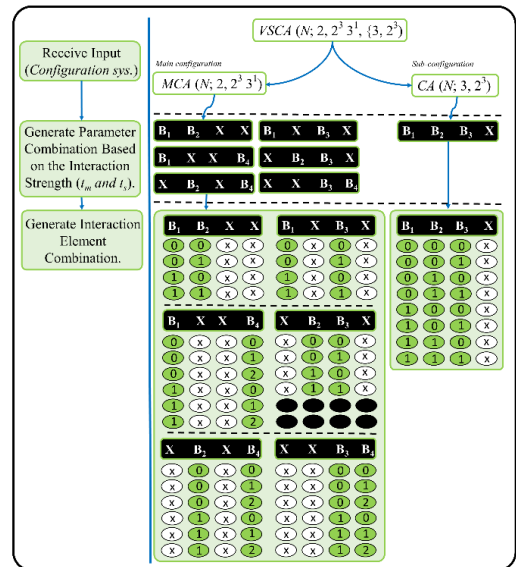 VSCA (N; 2, 2³ 3¹, {3, 2³)
Receive Input
(Configuration sys.)
Main configuration
Sub configuration
MCA (N; 2, 2³ 3¹)
CA (N; 3, 2³)
Generate Parameter
Combination Based
on the Interaction
Strength (tₘ and tₛ).
B₁ B₂ X X
B₁ X B₃ X
B₁ B₂ B₃ X
B₁ X X B₄
X B₂ B₃ X
X B₂ X B₄
X X B₃ B₄
Generate Interaction
Element
Combination.
B₁ B₂ X X
0 0 x x
0 1 x x
1 0 x x
1 1 x x
B₁ X B₃ X
0 x 0 x
0 x 1 x
1 x 0 x
1 x 1 x
B₁ B₂ B₃ X
0 0 0 x
0 0 1 x
0 1 0 x
0 1 1 x
1 0 0 x
1 0 1 x
1 1 0 x
1 1 1 x
B₁ X X B₄
0 x x 0
0 x x 1
0 x x 2
1 x x 0
1 x x 1
1 x x 2
X B₂ B₃ X
x 0 0 x
x 0 1 x
x 1 0 x
x 1 1 x
X B₂ X B₄
x 0 x 0
x 0 x 1
x 0 x 2
x 1 x 0
x 1 x 1
x 1 x 2
X X B₃ B₄
x x 0 0
x x 0 1
x x 0 2
x x 1 0
x x 1 1
x x 1 2